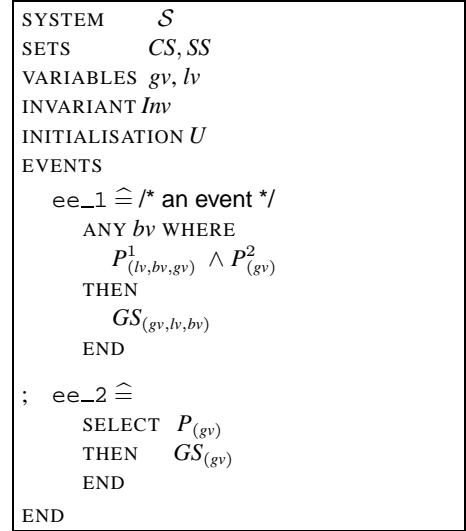 SYSTEM 𝒮
SETS CS, SS
VARIABLES gv, lv
INVARIANT Inv
INITIALISATION U
EVENTS
ee_1 ≙ /* an event */
ANY bv WHERE
P¹₍lv,bv,gv₎ ∧ P²₍gv₎
THEN
GS₍gv,lv,bv₎
END
; ee_2 ≙
SELECT P₍gv₎
THEN GS₍gv₎
END
END